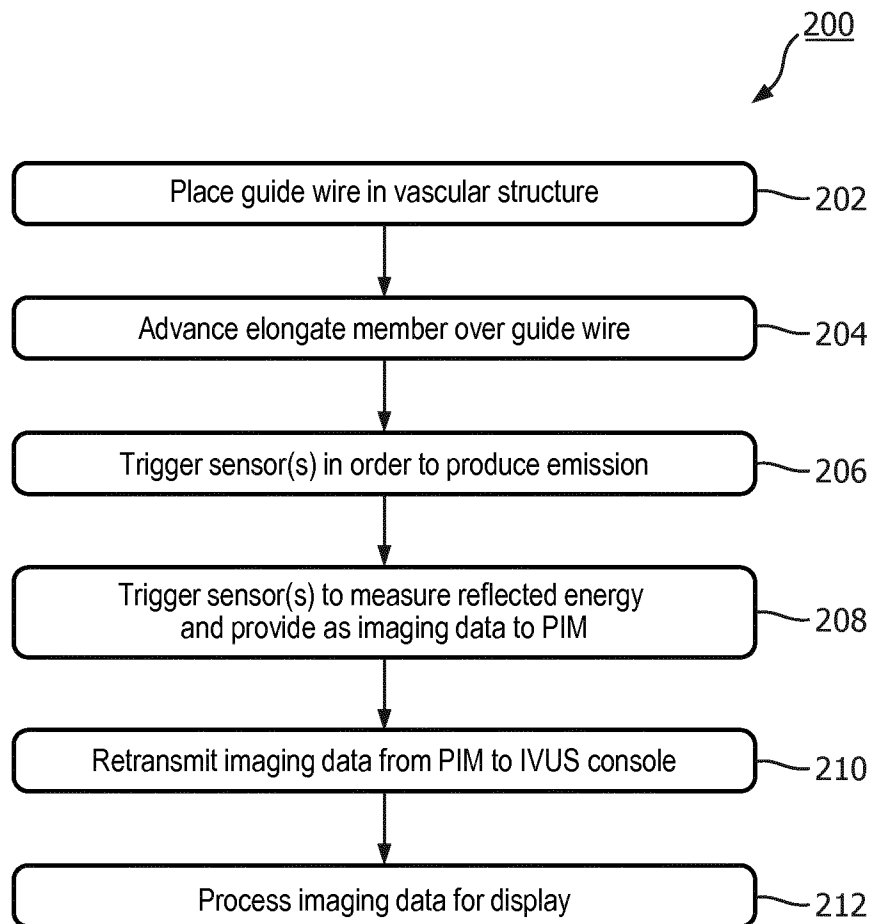 200
Place guide wire in vascular structure
202
Advance elongate member over guide wire
204
Trigger sensor(s) in order to produce emission
206
Trigger sensor(s) to measure reflected energy
and provide as imaging data to PIM
208
Retransmit imaging data from PIM to IVUS console
210
Process imaging data for display
212